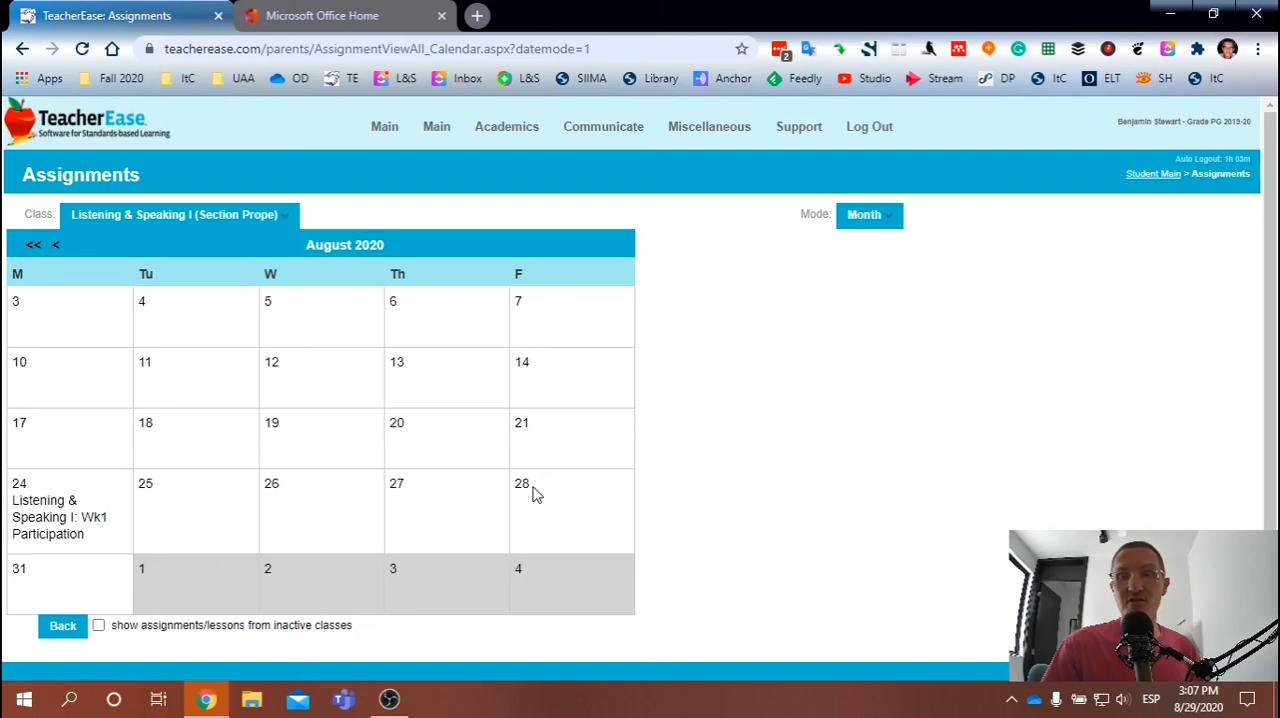 TeacherEase: Assignments
Microsoft Office Home
teacherease.com/parents/AssignmentViewAll_Calendar.aspx?datemode=1
2
Apps Fall 2020 ItC UAA OD TE L&S Inbox L&S SIIMA Library Anchor Feedly Studio Stream DP ItC ELT SH ItC
TeacherEase
Software for Standards-based Learning
Main Main Academics Communicate Miscellaneous Support Log Out
Benjamin Stewart - Grade PG 2019-20
Auto Logout: 1h 03m
Assignments
Student Main > Assignments
Class: Listening & Speaking I (Section Prope)
Mode: Month
<< < August 2020
M Tu W Th F
3 4 5 6 7
10 11 12 13 14
17 18 19 20 21
24 25 26 27 28
Listening &
Speaking I: Wk1
Participation
31 1 2 3 4
Back show assignments/lessons from inactive classes
ESP
3:07 PM
8/29/2020